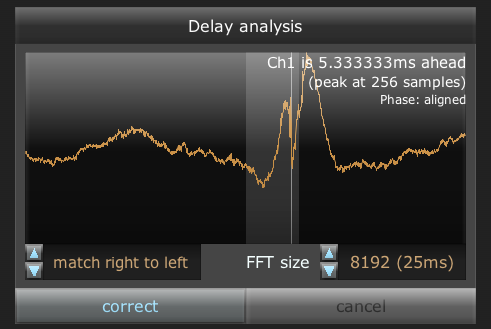 Delay analysis
Ch1 is 5.333333ms ahead
(peak at 256 samples)
Phase: aligned
match right to left
FFT size
8192 (25ms)
correct
cancel